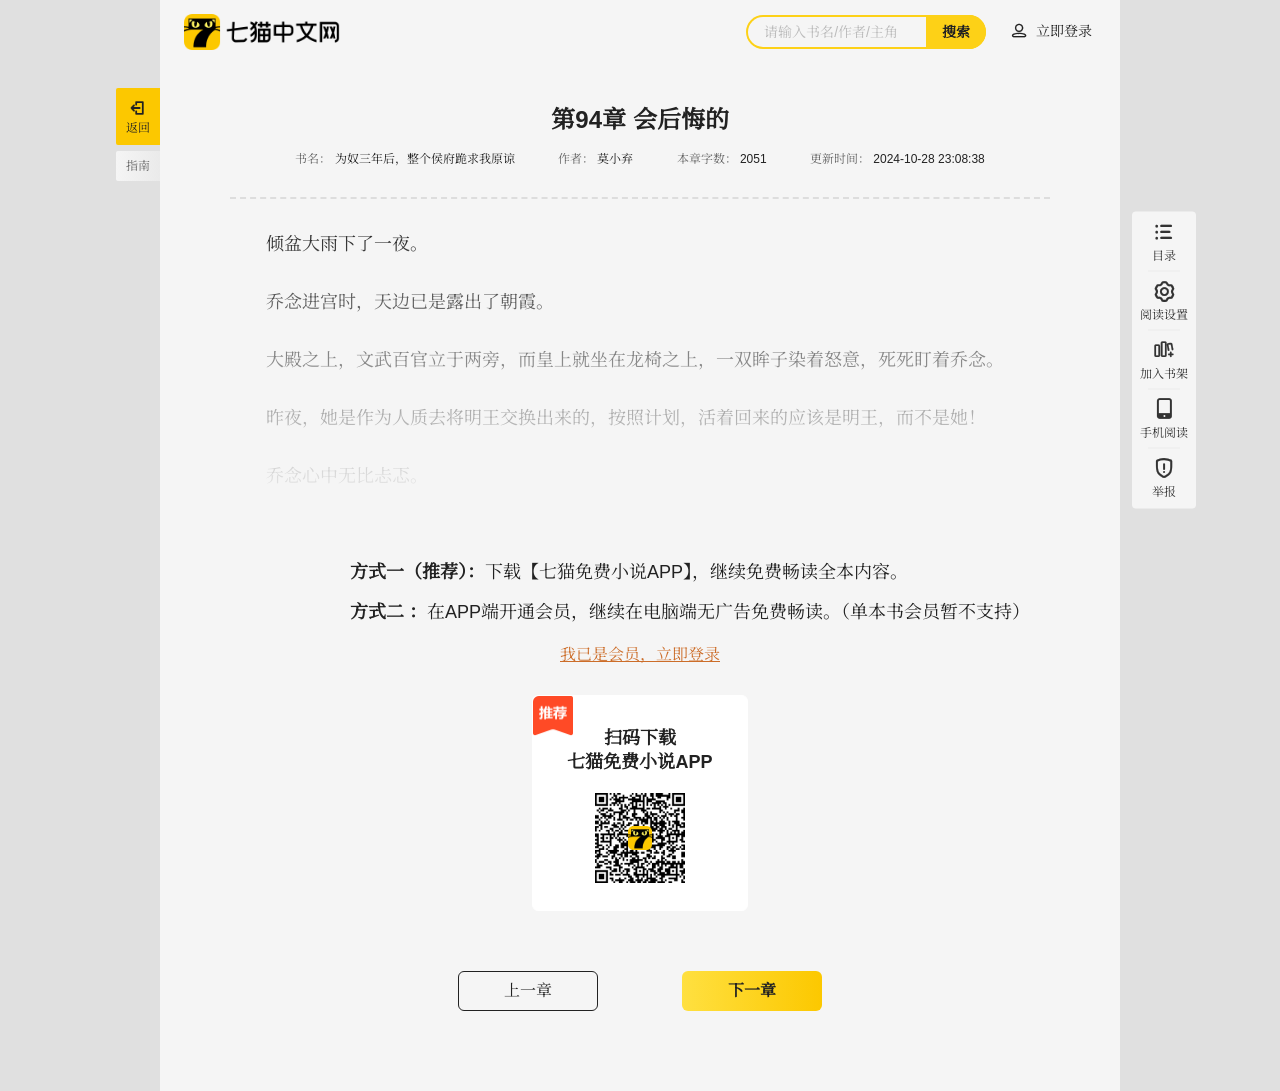 七猫中文网
请输入书名/作者/主角
搜索
立即登录
返回
指南
第94章 会后悔的
书名： 为奴三年后，整个侯府跪求我原谅 作者： 莫小弃 本章字数： 2051 更新时间： 2024-10-28 23:08:38
倾盆大雨下了一夜。
乔念进宫时，天边已是露出了朝霞。
大殿之上，文武百官立于两旁，而皇上就坐在龙椅之上，一双眸子染着怒意，死死盯着乔念。
昨夜，她是作为人质去将明王交换出来的，按照计划，活着回来的应该是明王，而不是她！
乔念心中无比忐忑。
目录
阅读设置
加入书架
手机阅读
举报
方式一（推荐）：下载【七猫免费小说APP】，继续免费畅读全本内容。
方式二 ：在APP端开通会员，继续在电脑端无广告免费畅读。（单本书会员暂不支持）
我已是会员，立即登录
推荐
扫码下载
七猫免费小说APP
上一章
下一章